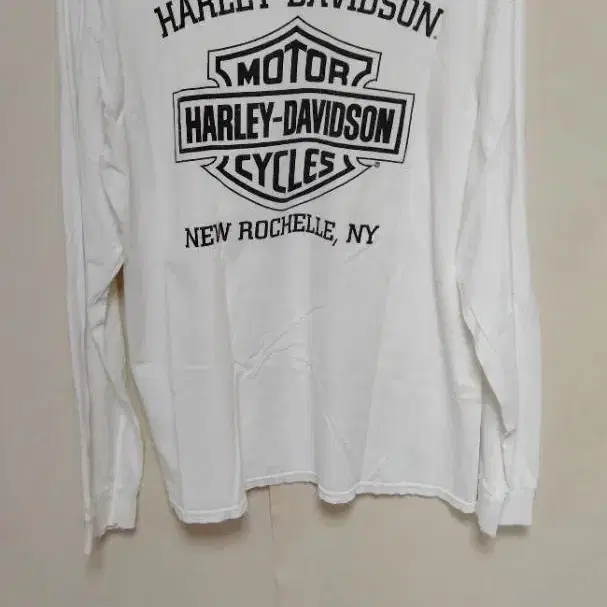 HARLEY-DAVIDSON
MOTOR
HARLEY-DAVIDSON
CYCLES
®
NEW ROCHELLE, NY